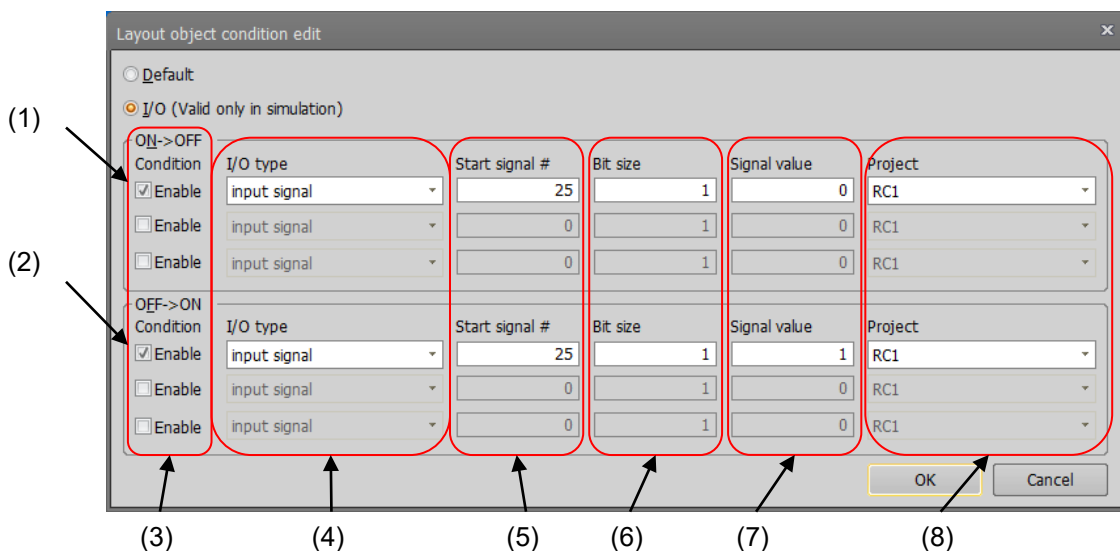 Layout object condition edit
Default
I/O (Valid only in simulation)
(1)
ON->OFF
Condition I/O type Start signal # Bit size Signal value Project
Enable input signal 25 1 0 RC1
Enable input signal 0 1 0 RC1
(2)
Enable input signal 0 1 0 RC1
OFF->ON
Condition I/O type Start signal # Bit size Signal value Project
Enable input signal 25 1 1 RC1
Enable input signal 0 1 0 RC1
Enable input signal 0 1 0 RC1
OK Cancel
(3) (4) (5) (6) (7) (8)